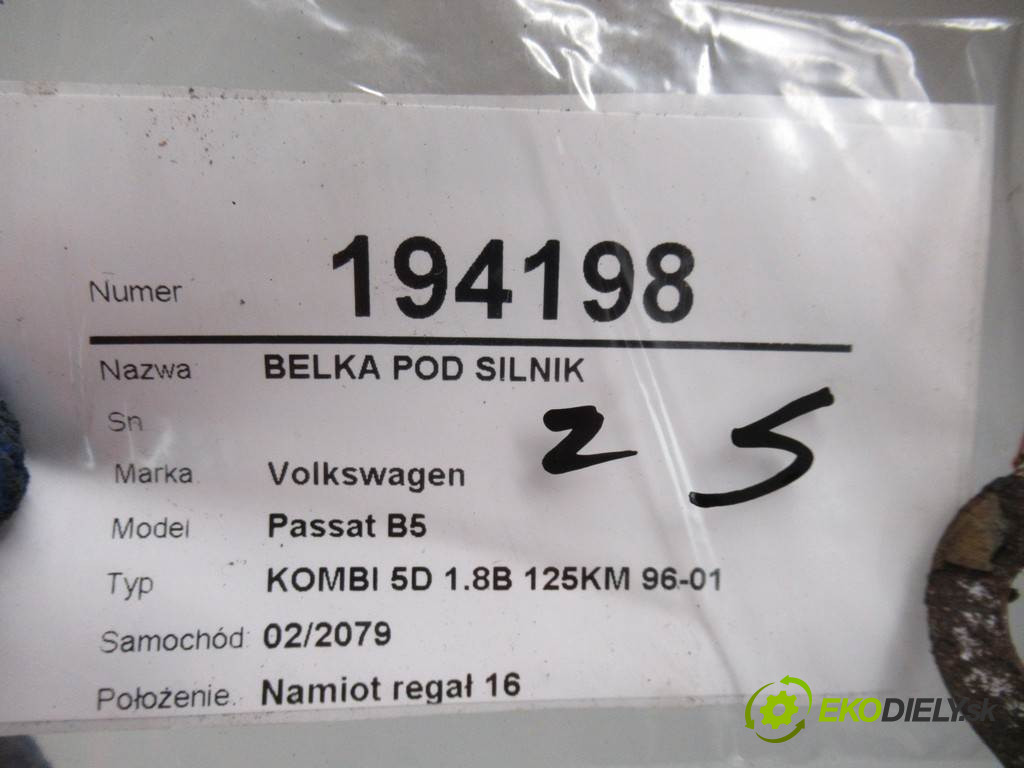 Numer 194198
Nazwa: BELKA POD SILNIK
Sn
2 5
Marka Volkswagen
Model Passat B5
Typ KOMBI 5D 1.8B 125KM 96-01
Samochód: 02/2079
Położenie. Namiot regał 16
EKODIELY.sk